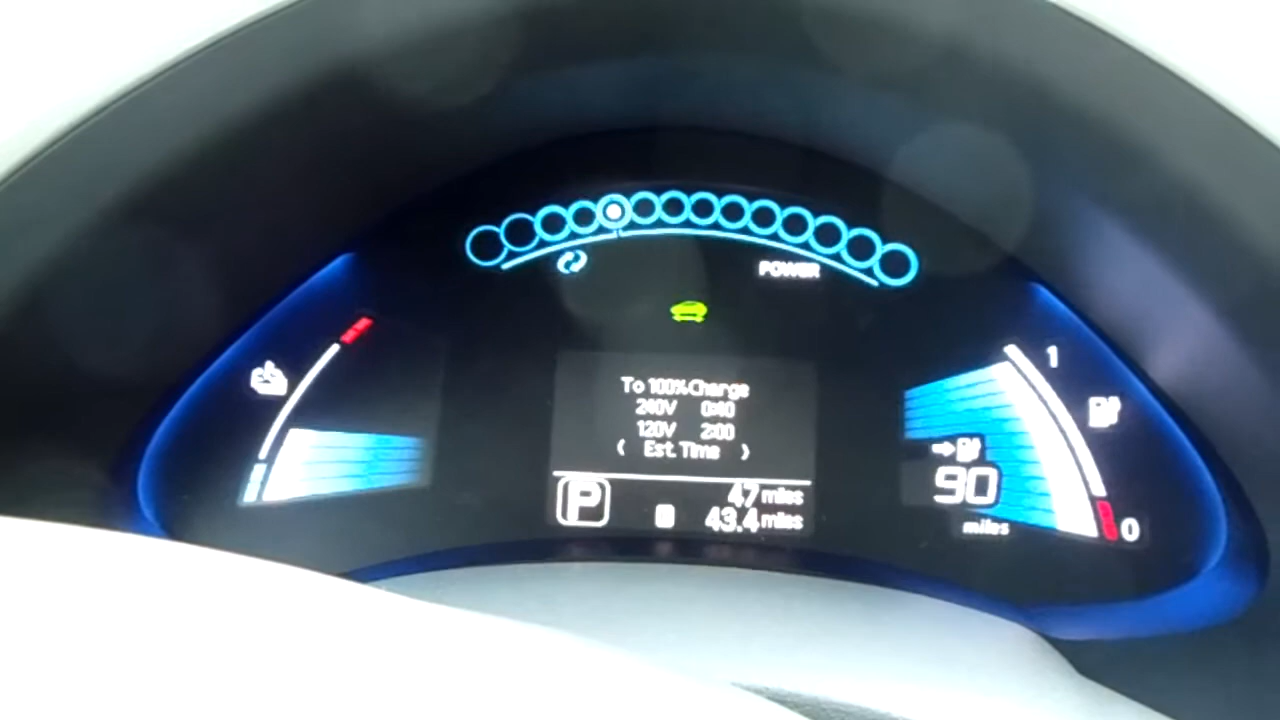 POWER
1
To 100% Charge
240V 0:40
120V 2:00
( Est. Time )
90
miles
0
P
47 miles
43.4 miles